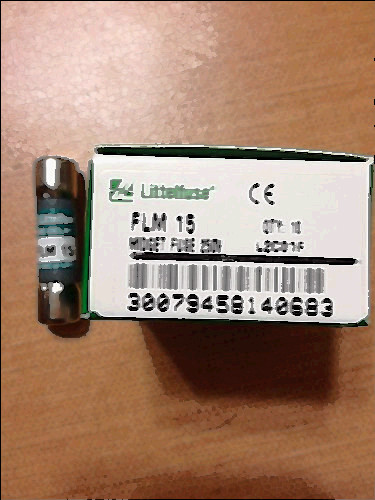 Littelfuse
CE
FLM 15
QTY. 10
MIDGET FUSE 250V
30079458140683